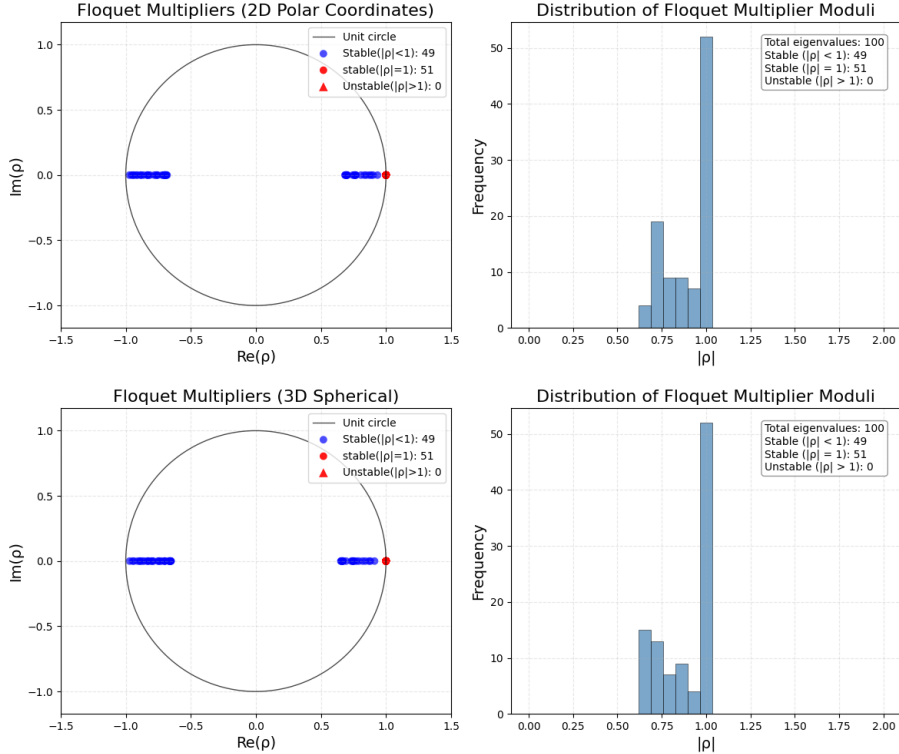 Floquet Multipliers (2D Polar Coordinates)
Im(ρ)
1.0
0.5
0.0
−0.5
−1.0
Unit circle
Stable(|ρ|<1): 49
stable(|ρ|=1): 51
Unstable(|ρ|>1): 0
−1.5 −1.0 −0.5 0.0 0.5 1.0 1.5
Re(ρ)
Distribution of Floquet Multiplier Moduli
Frequency
50
40
30
20
10
0
Total eigenvalues: 100
Stable (|ρ| < 1): 49
Stable (|ρ| = 1): 51
Unstable (|ρ| > 1): 0
0.00 0.25 0.50 0.75 1.00 1.25 1.50 1.75 2.00
|ρ|
Floquet Multipliers (3D Spherical)
Im(ρ)
1.0
0.5
0.0
−0.5
−1.0
Unit circle
Stable(|ρ|<1): 49
stable(|ρ|=1): 51
Unstable(|ρ|>1): 0
−1.5 −1.0 −0.5 0.0 0.5 1.0 1.5
Re(ρ)
Distribution of Floquet Multiplier Moduli
Frequency
50
40
30
20
10
0
Total eigenvalues: 100
Stable (|ρ| < 1): 49
Stable (|ρ| = 1): 51
Unstable (|ρ| > 1): 0
0.00 0.25 0.50 0.75 1.00 1.25 1.50 1.75 2.00
|ρ|